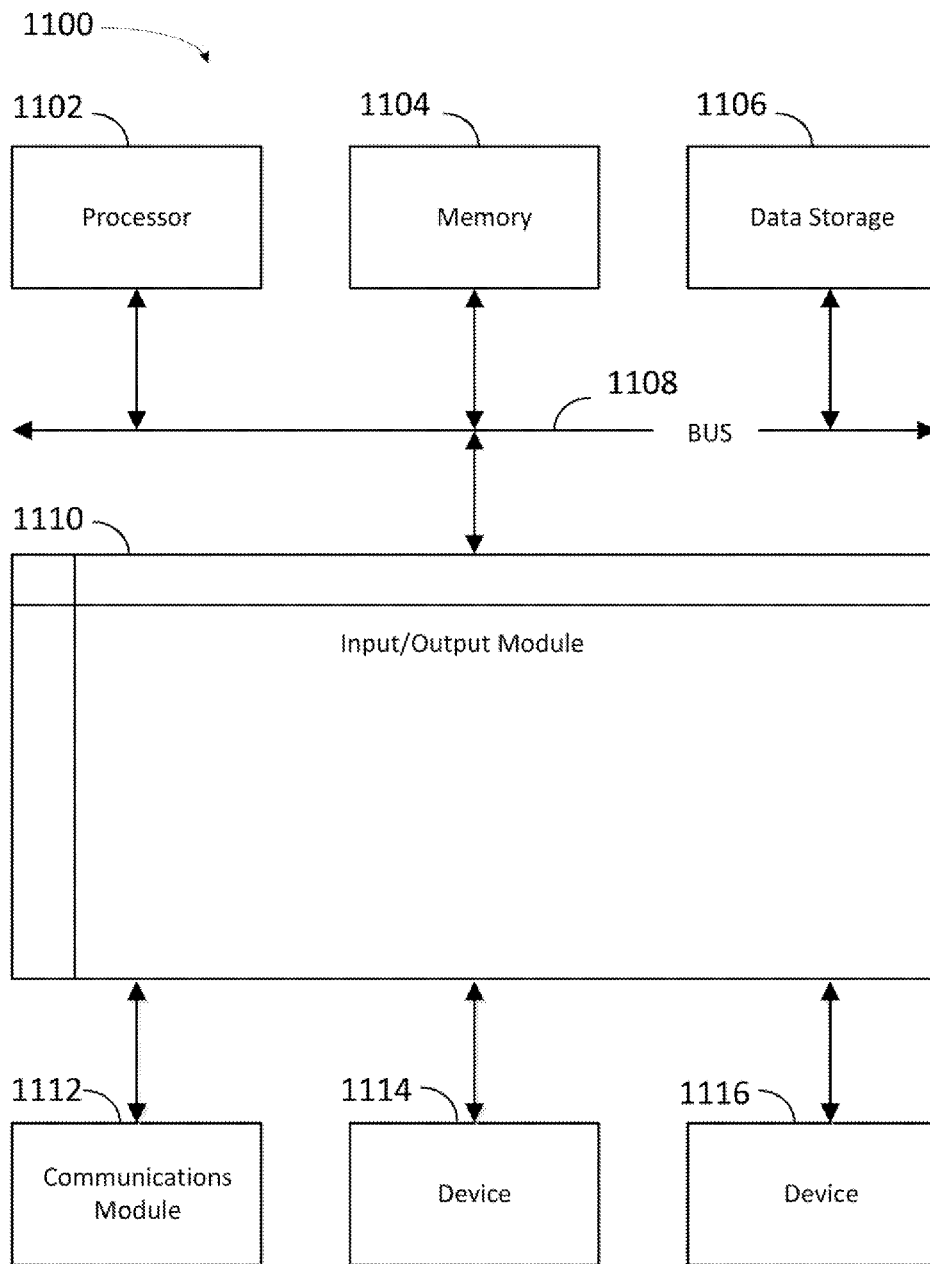 1100
1102
1104
1106
Processor
Memory
Data Storage
1108
BUS
1110
Input/Output Module
1112
1114
1116
Communications
Module
Device
Device